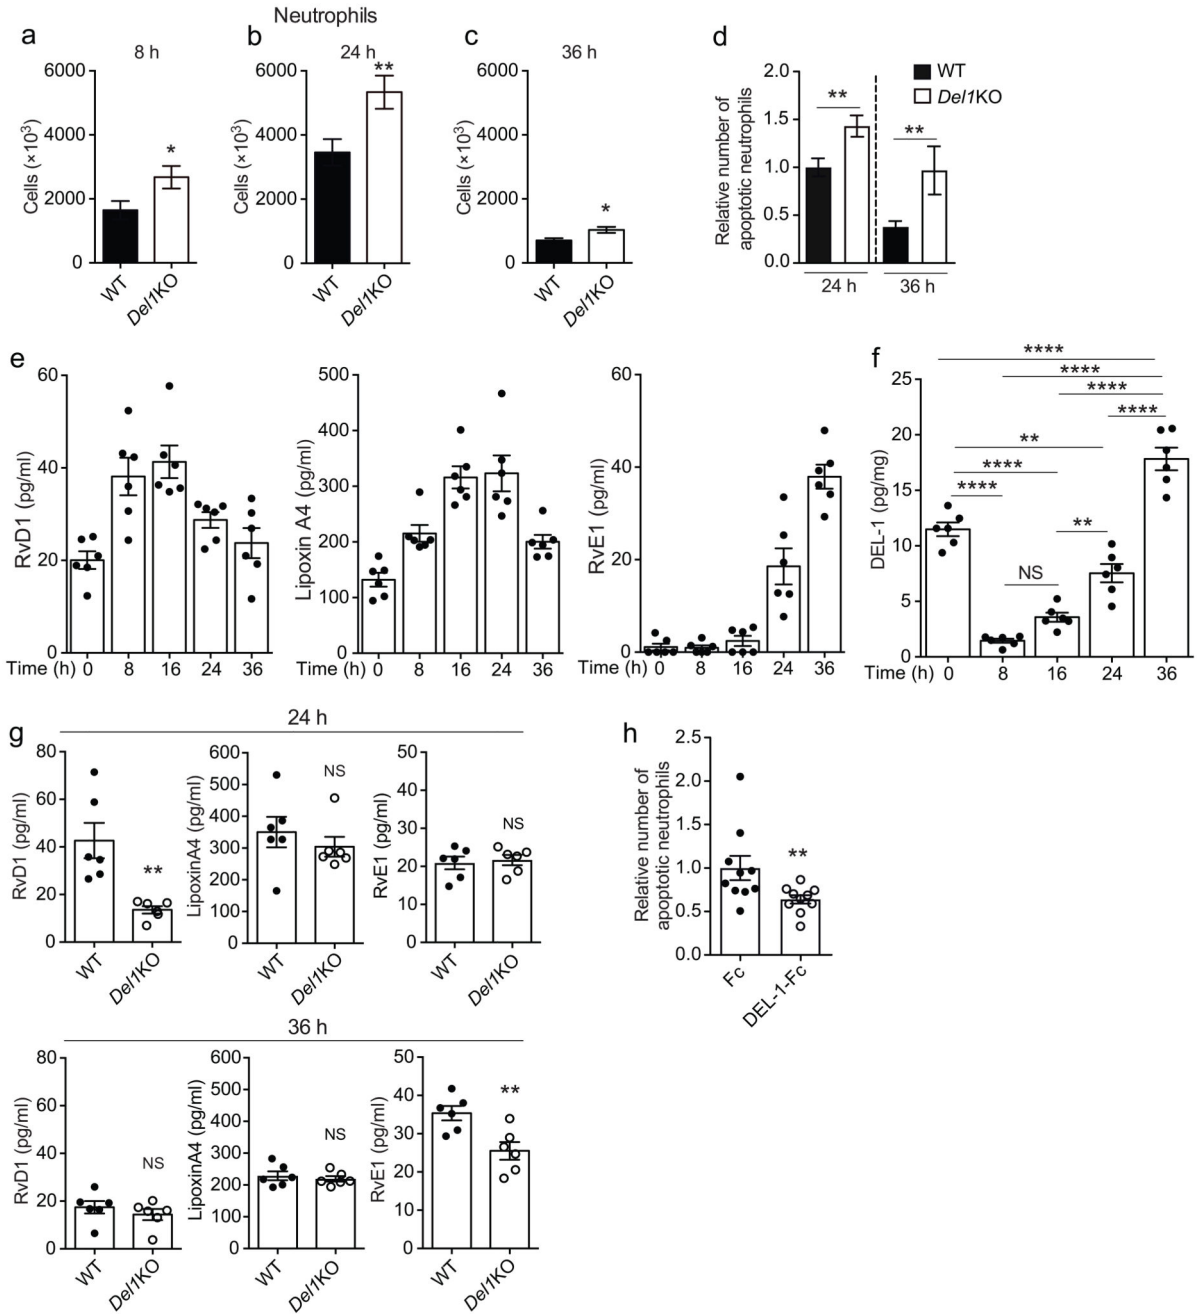 Neutrophils
a
8 h
6000
4000
2000
0
Cells (×10³)
*
WT
Del1KO
b
24 h
6000
4000
2000
0
Cells (×10³)
**
WT
Del1KO
c
36 h
6000
4000
2000
0
Cells (×10³)
*
WT
Del1KO
d
WT
Del1KO
2.0
1.5
1.0
0.5
0.0
Relative number of
apoptotic neutrophils
**
**
24 h
36 h
e
60
40
20
0
RvD1 (pg/ml)
Time (h) 0 8 16 24 36
500
400
300
200
100
0
Lipoxin A4 (pg/ml)
Time (h) 0 8 16 24 36
60
40
20
0
RvE1 (pg/ml)
Time (h) 0 8 16 24 36
f
****
****
****
****
**
****
****
**
NS
25
20
15
10
5
0
DEL-1 (pg/mg)
Time (h) 0 8 16 24 36
g
24 h
80
60
40
20
0
RvD1 (pg/ml)
**
WT
Del1KO
600
500
400
300
200
100
0
LipoxinA4 (pg/ml)
NS
WT
Del1KO
50
40
30
20
10
0
RvE1 (pg/ml)
NS
WT
Del1KO
36 h
80
60
40
20
0
RvD1 (pg/ml)
NS
WT
Del1KO
600
500
400
300
200
100
0
LipoxinA4 (pg/ml)
NS
WT
Del1KO
50
40
30
20
10
0
RvE1 (pg/ml)
**
WT
Del1KO
h
2.5
2.0
1.5
1.0
0.5
0.0
Relative number of
apoptotic neutrophils
**
Fc
DEL-1-Fc